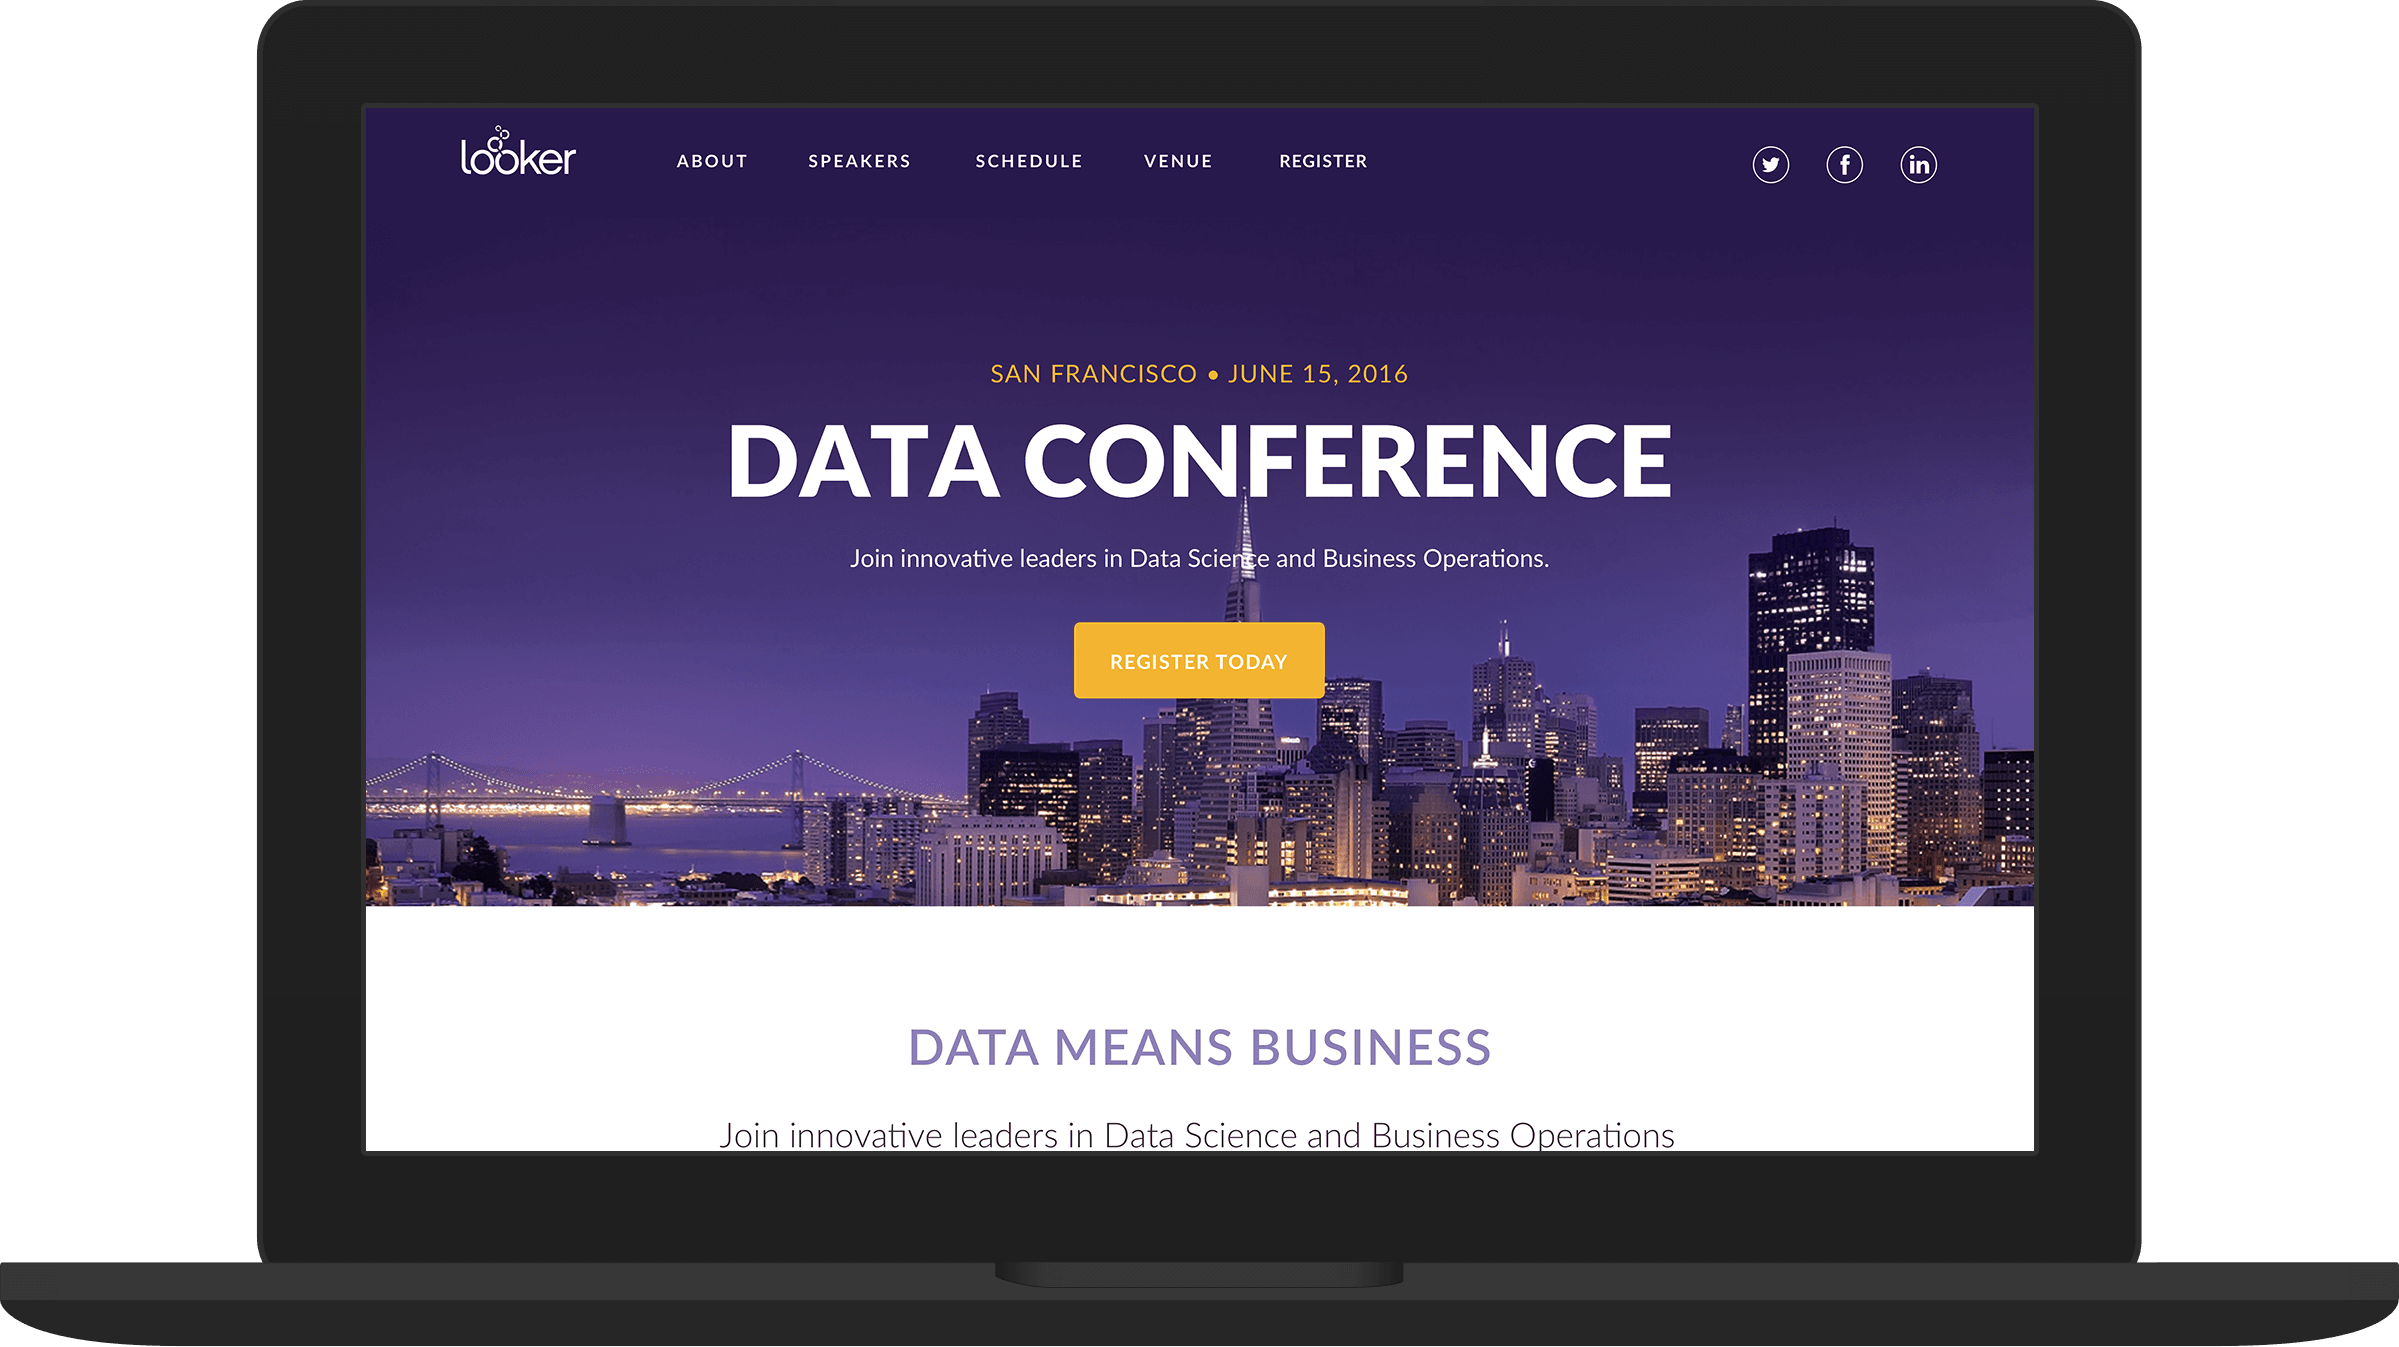 looker
ABOUT
SPEAKERS
SCHEDULE
VENUE
REGISTER
SAN FRANCISCO • JUNE 15, 2016
DATA CONFERENCE
Join innovative leaders in Data Science and Business Operations.
REGISTER TODAY
DATA MEANS BUSINESS
Join innovative leaders in Data Science and Business Operations